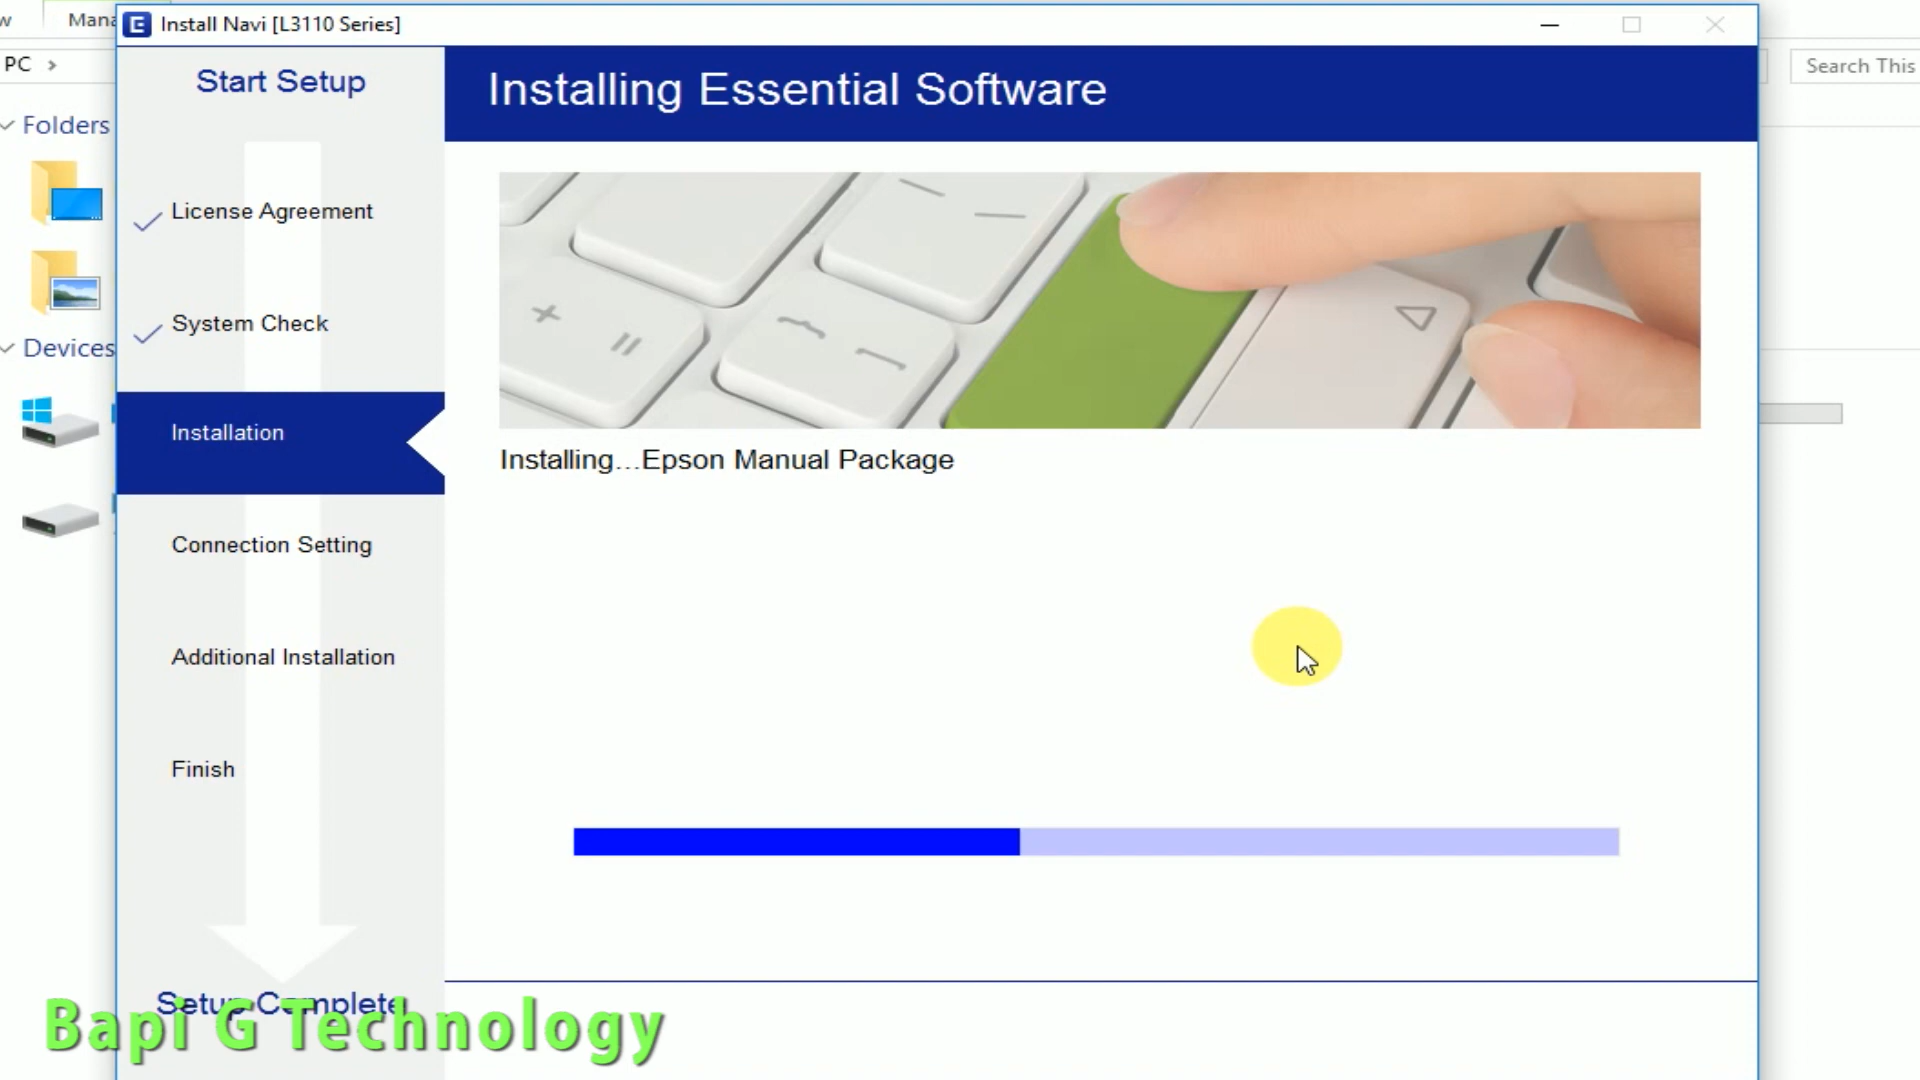 Install Navi [L3110 Series]
PC
Search This
Folders
Devices
Start Setup
License Agreement
System Check
Installation
Connection Setting
Additional Installation
Finish
Setup Complete
Installing Essential Software
Installing...Epson Manual Package
Bapi G Technology